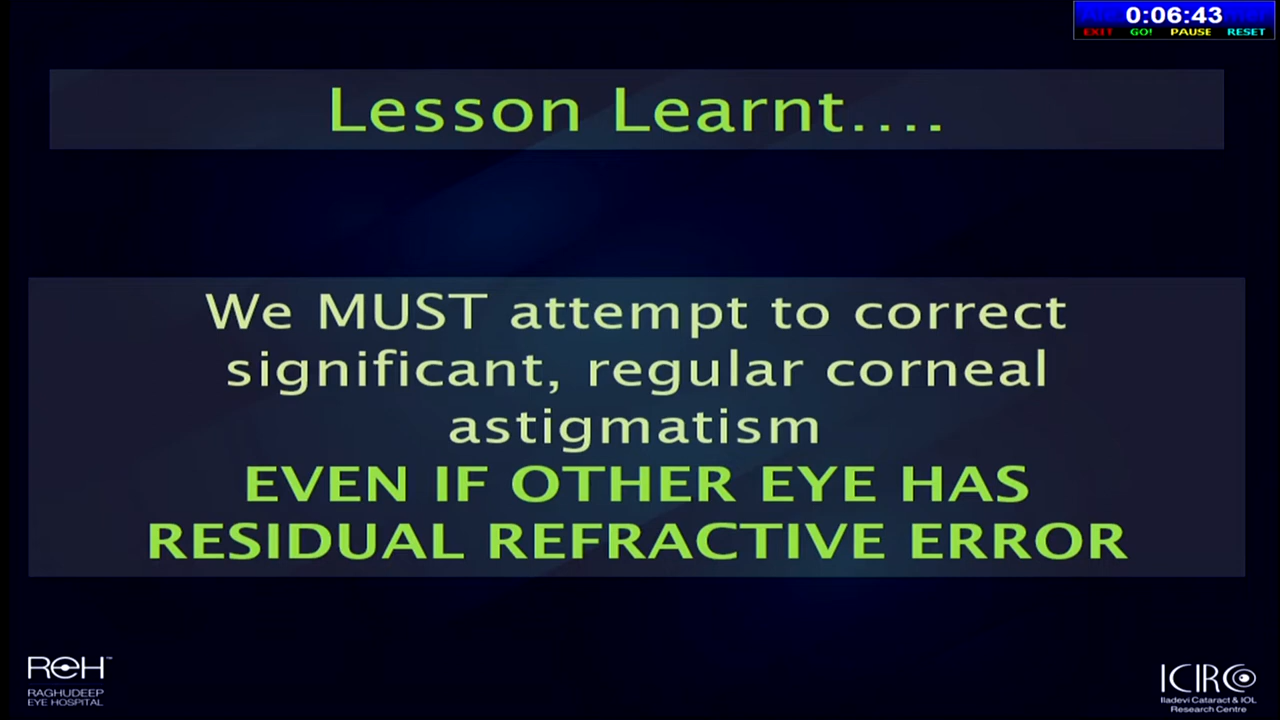 0:06:43
EXIT GO! PAUSE RESET
Lesson Learnt....
We MUST attempt to correct
significant, regular corneal
astigmatism
EVEN IF OTHER EYE HAS
RESIDUAL REFRACTIVE ERROR
REH™
RAGHUDEEP
EYE HOSPITAL
ICIRC
Iladevi Cataract & IOL
Research Centre